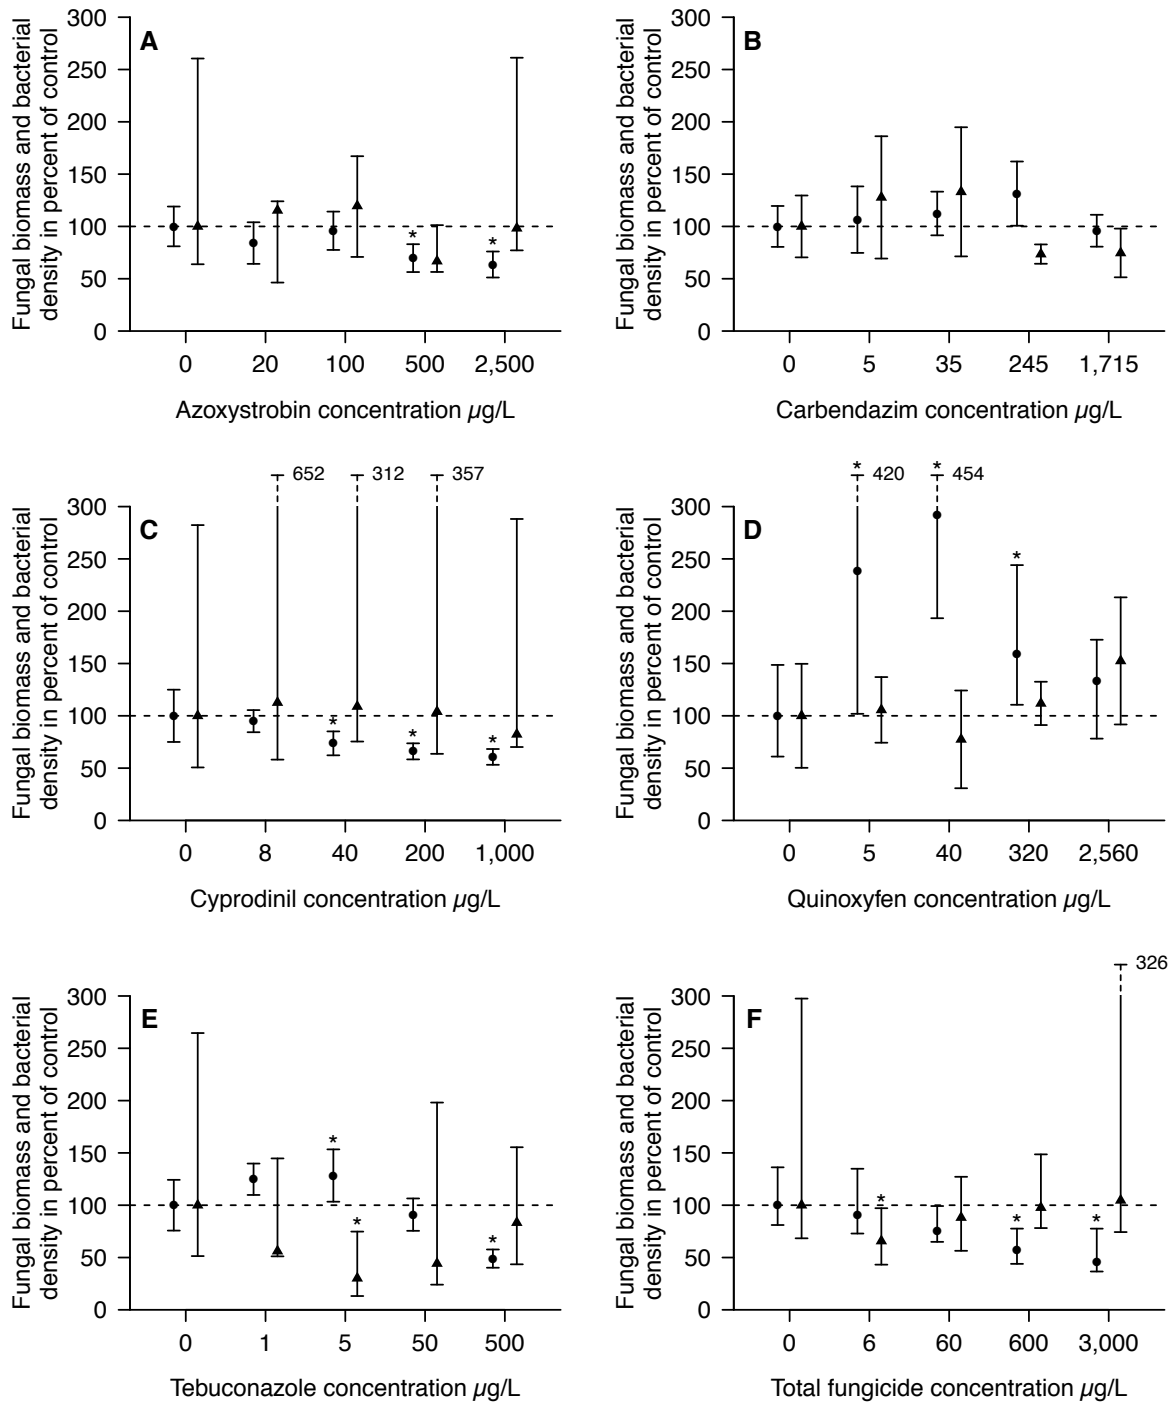 Fungal biomass and bacterial
density in percent of control
300
250
200
150
100
50
0
A
*
*
0 20 100 500 2,500
Azoxystrobin concentration µg/L
Fungal biomass and bacterial
density in percent of control
300
250
200
150
100
50
0
B
0 5 35 245 1,715
Carbendazim concentration µg/L
Fungal biomass and bacterial
density in percent of control
300
250
200
150
100
50
0
C
652 312 357
*
*
*
0 8 40 200 1,000
Cyprodinil concentration µg/L
Fungal biomass and bacterial
density in percent of control
300
250
200
150
100
50
0
D
* *
420 454
*
0 5 40 320 2,560
Quinoxyfen concentration µg/L
Fungal biomass and bacterial
density in percent of control
300
250
200
150
100
50
0
E
*
*
*
0 1 5 50 500
Tebuconazole concentration µg/L
Fungal biomass and bacterial
density in percent of control
300
250
200
150
100
50
0
F
326
*
* *
0 6 60 600 3,000
Total fungicide concentration µg/L